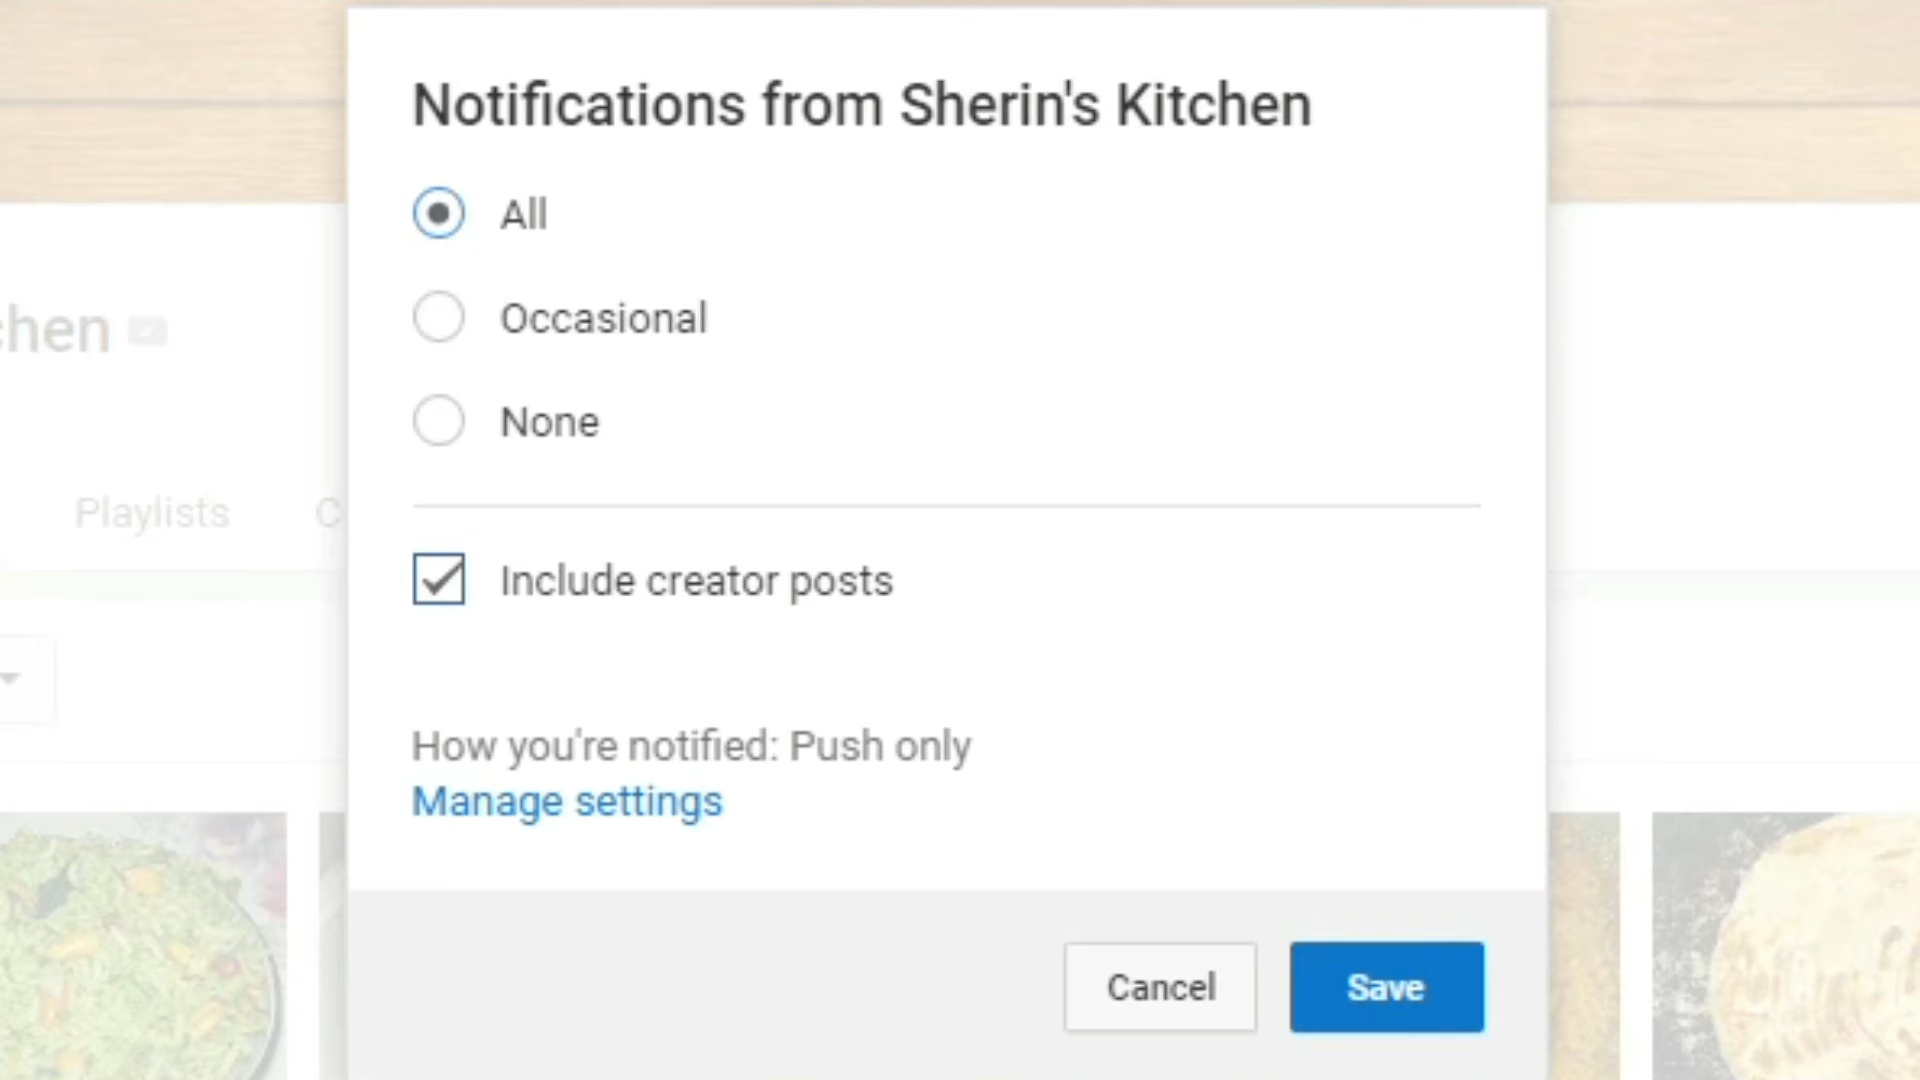 Notifications from Sherin's Kitchen
All
Occasional
None
chen
Playlists
Include creator posts
How you're notified: Push only
Manage settings
Cancel
Save